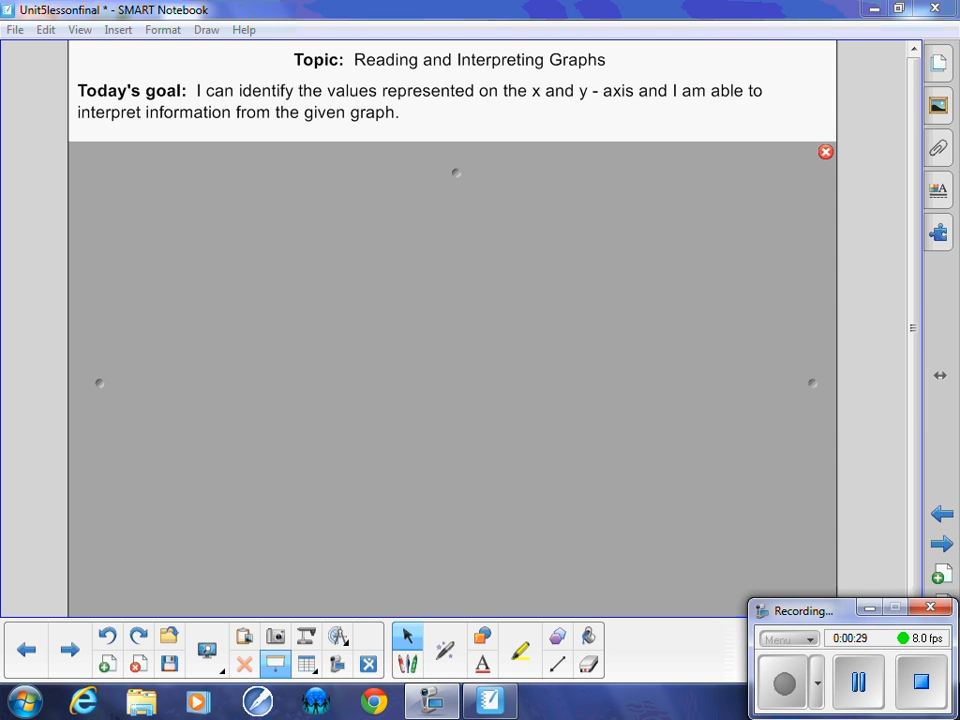 Unit5lessonfinal * - SMART Notebook
File Edit View Insert Format Draw Help
Topic: Reading and Interpreting Graphs
Today's goal: I can identify the values represented on the x and y - axis and I am able to
interpret information from the given graph.
Recording...
Menu 0:00:29 8.0 fps